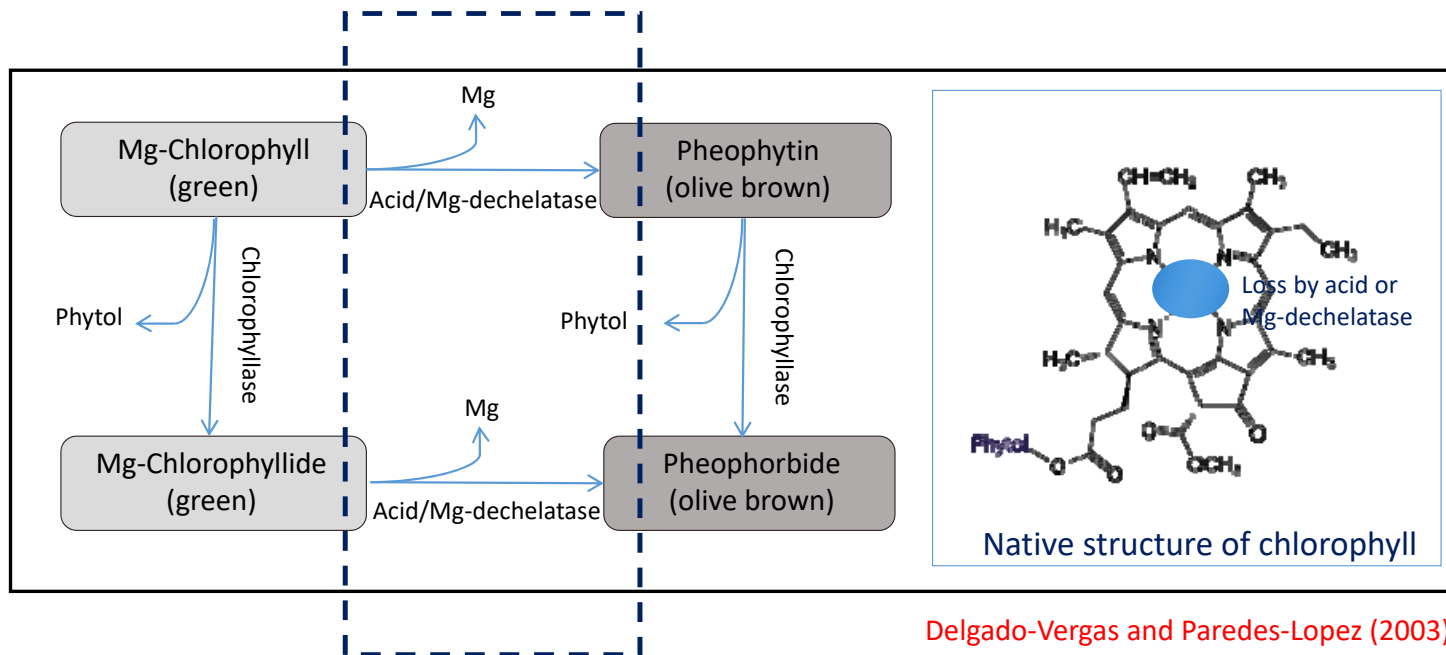 Mg
Mg-Chlorophyll
(green)
Pheophytin
(olive brown)
Acid/Mg-dechelatase
Chlorophyllase
Phytol
Phytol
Chlorophyllase
Mg
Mg-Chlorophyllide
(green)
Pheophorbide
(olive brown)
Acid/Mg-dechelatase
CH=CH₂
CH₃
H₃C
CH₃
N
N
Loss by acid or
Mg-dechelatase
N
N
H₃C
CH₃
O
O
Phytol
O
O
OCH₃
Native structure of chlorophyll
Delgado-Vergas and Paredes-Lopez (2003)